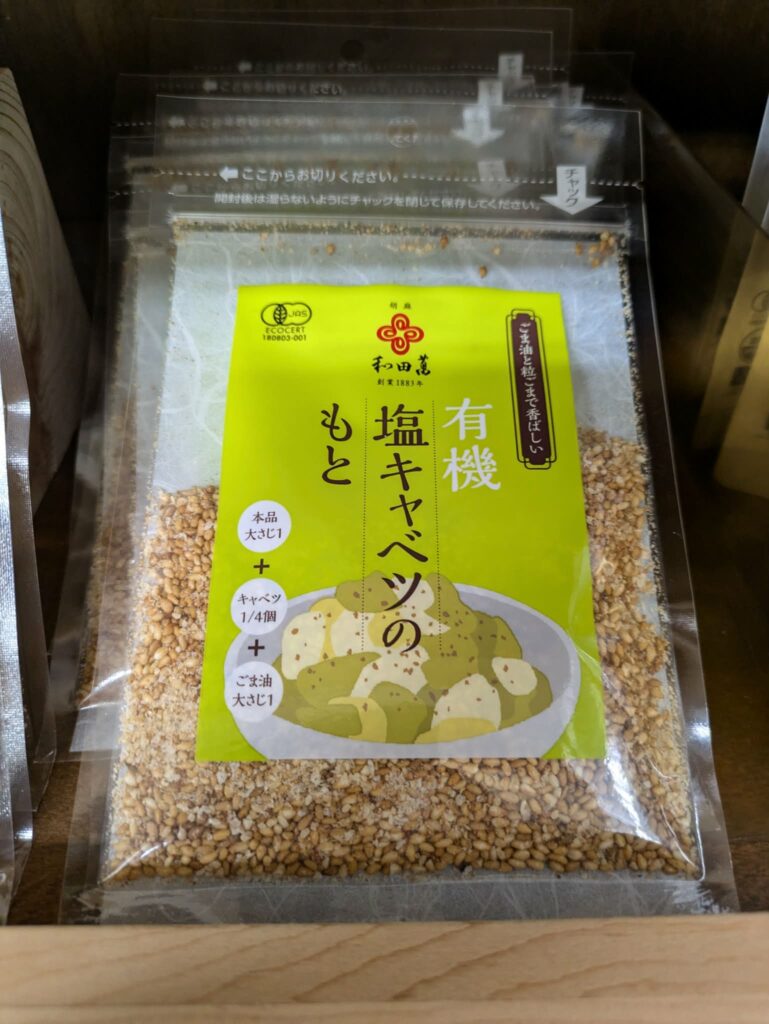 ここからお切りください。
チャック
開封後は湿らないようにチャックを閉じて保存してください。
JAS
ECOCERT
180803-001
胡麻
和田萬
創業1883年
ごま油と粒ごまで香ばしい
有機
塩キャベツの
もと
本品
大さじ1
+
キャベツ
1/4個
+
ごま油
大さじ1